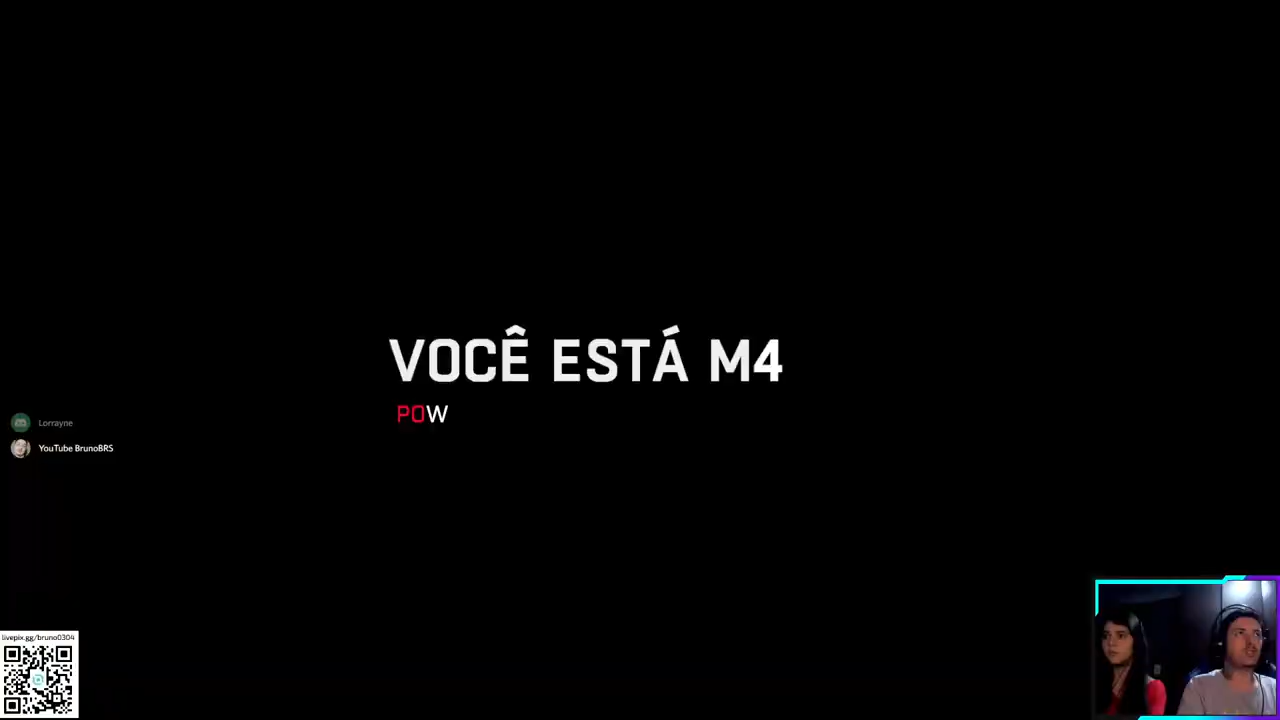 VOCÊ ESTÁ M4
POW
Lorrayne
YouTube BrunoBRS
livepix.gg/bruno0304